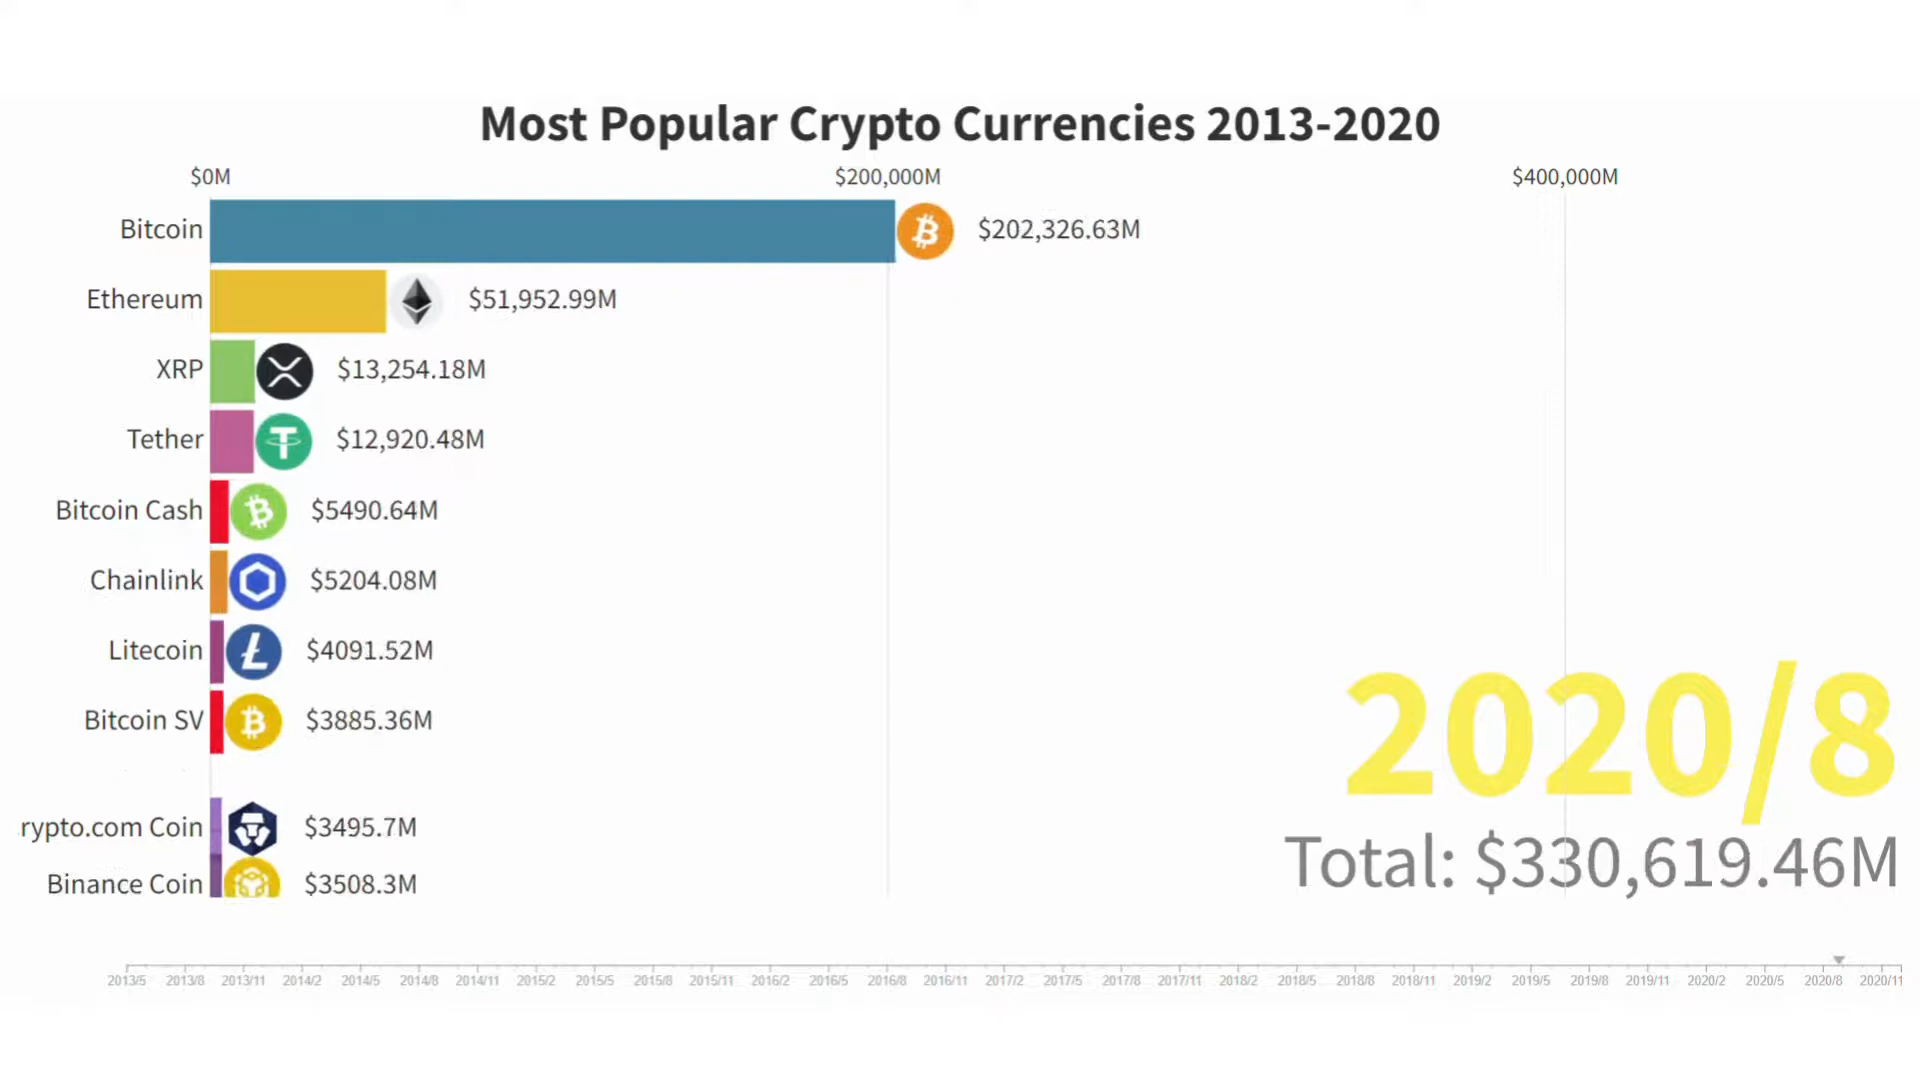 Most Popular Crypto Currencies 2013-2020
$0M $200,000M $400,000M
Bitcoin $202,326.63M
Ethereum $51,952.99M
XRP $13,254.18M
Tether $12,920.48M
Bitcoin Cash $5490.64M
Chainlink $5204.08M
Litecoin $4091.52M
Bitcoin SV $3885.36M
rypto.com Coin $3495.7M
Binance Coin $3508.3M
2020/8
Total: $330,619.46M
2013/5 2013/8 2013/11 2014/2 2014/5 2014/8 2014/11 2015/2 2015/5 2015/8 2015/11 2016/2 2016/5 2016/8 2016/11 2017/2 2017/5 2017/8 2017/11 2018/2 2018/5 2018/8 2018/11 2019/2 2019/5 2019/8 2019/11 2020/2 2020/5 2020/8 2020/11